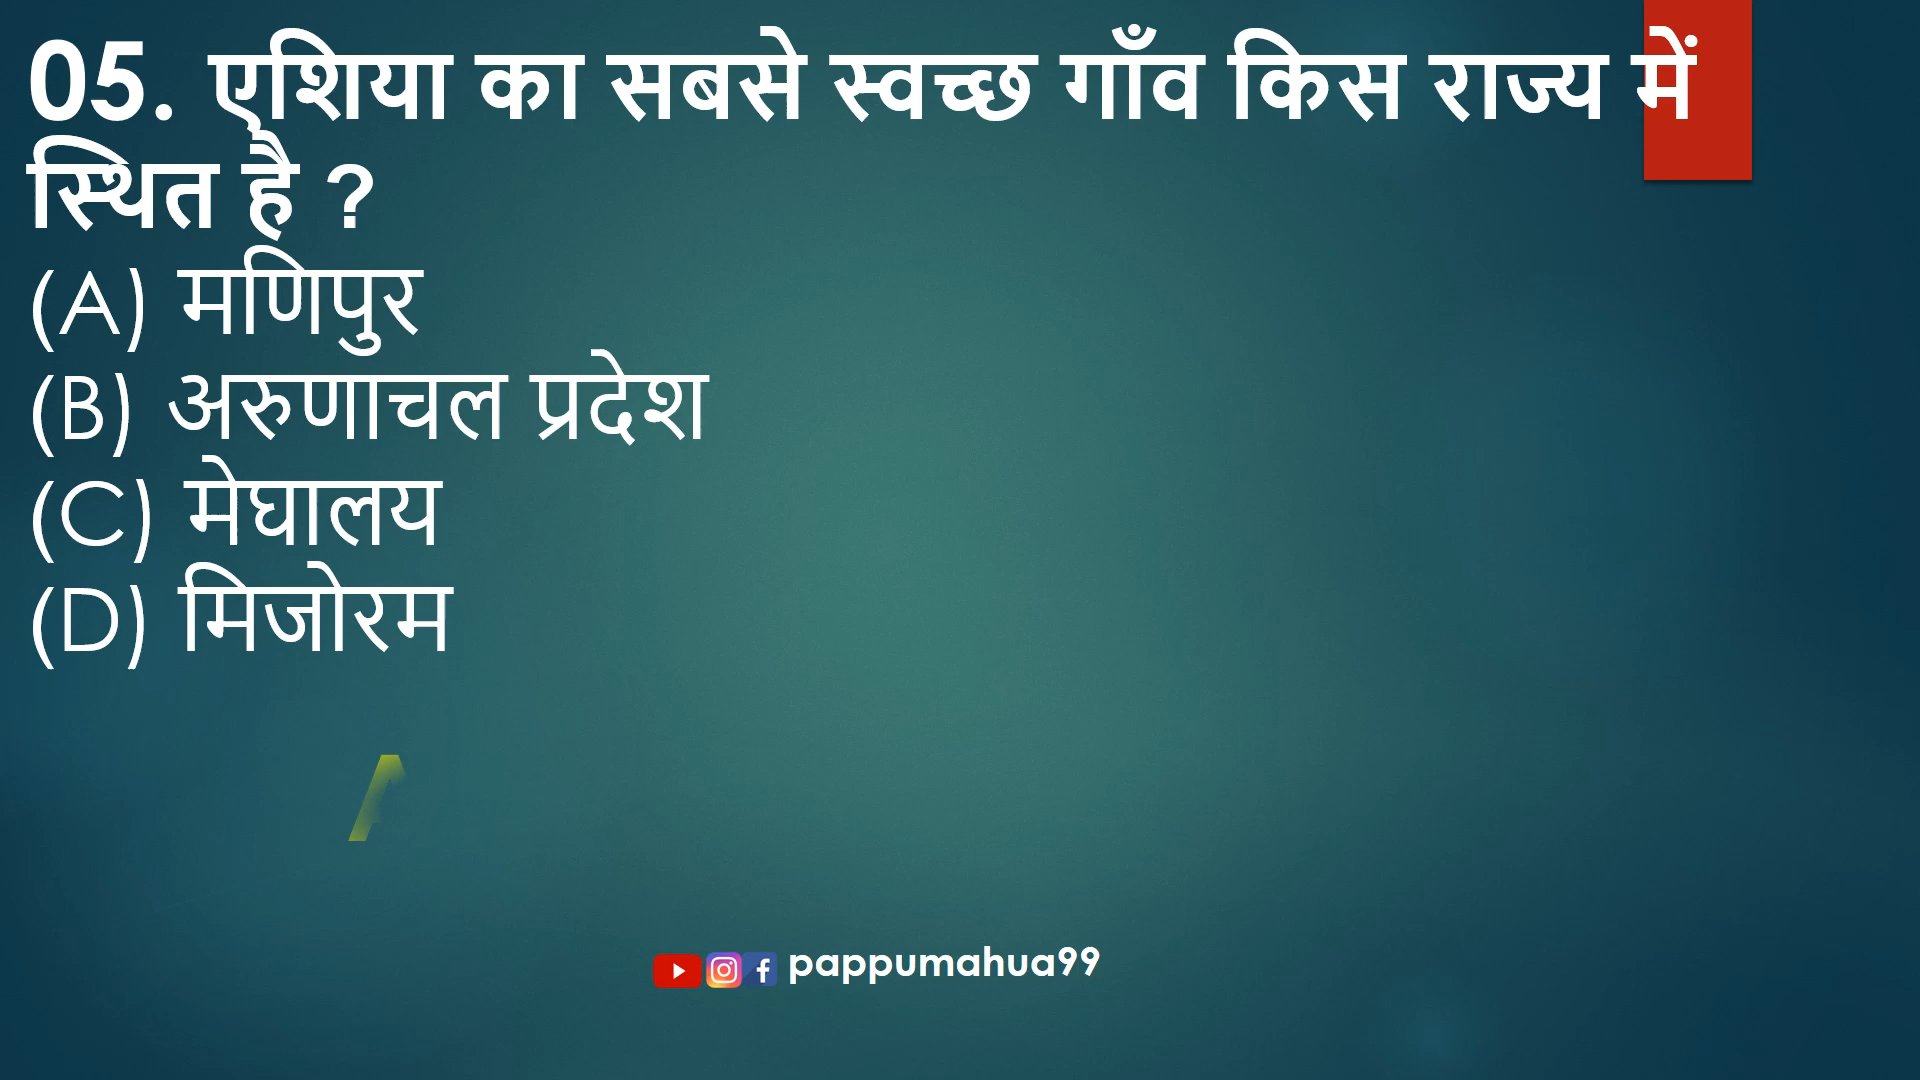 05. एशिया का सबसे स्वच्छ गाँव किस राज्य में
स्थित है ?
(A) मणिपुर
(B) अरुणाचल प्रदेश
(C) मेघालय
(D) मिजोरम
pappumahua99